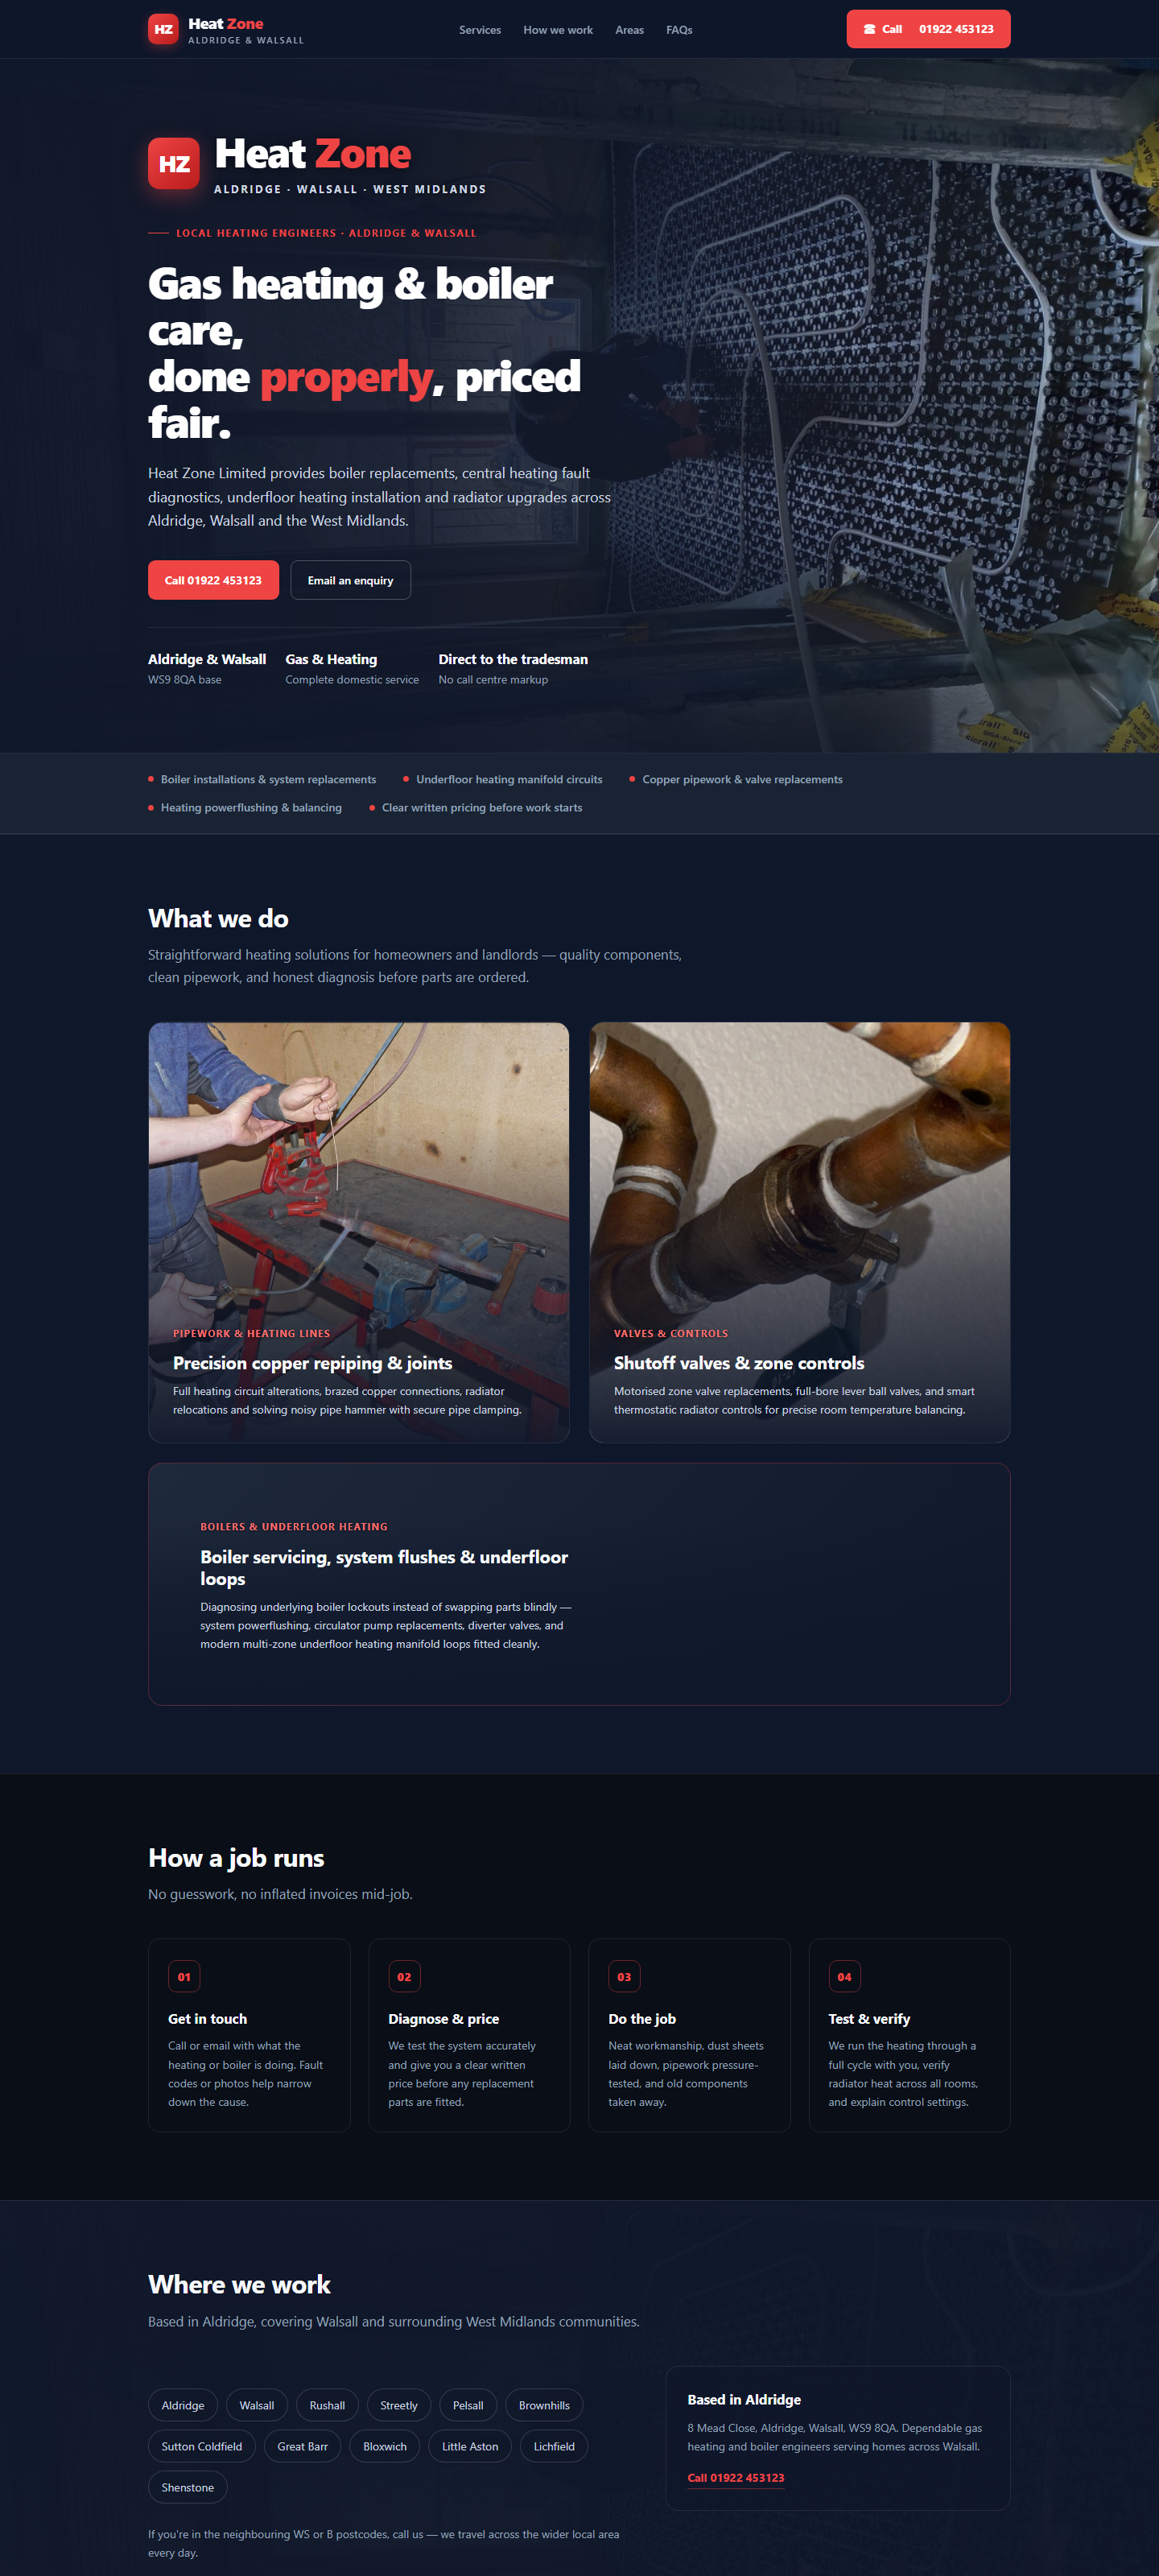 HZ
Heat Zone
ALDRIDGE & WALSALL
Services
How we work
Areas
FAQs
☎ Call 01922 453123
HZ
Heat Zone
ALDRIDGE · WALSALL · WEST MIDLANDS
LOCAL HEATING ENGINEERS · ALDRIDGE & WALSALL
Gas heating & boiler
care,
done properly, priced
fair.
Heat Zone Limited provides boiler replacements, central heating fault
diagnostics, underfloor heating installation and radiator upgrades across
Aldridge, Walsall and the West Midlands.
Call 01922 453123
Email an enquiry
Aldridge & Walsall
WS9 8QA base
Gas & Heating
Complete domestic service
Direct to the tradesman
No call centre markup
Boiler installations & system replacements
Underfloor heating manifold circuits
Copper pipework & valve replacements
Heating powerflushing & balancing
Clear written pricing before work starts
What we do
Straightforward heating solutions for homeowners and landlords — quality components,
clean pipework, and honest diagnosis before parts are ordered.
PIPEWORK & HEATING LINES
Precision copper repiping & joints
Full heating circuit alterations, brazed copper connections, radiator
relocations and solving noisy pipe hammer with secure pipe clamping.
VALVES & CONTROLS
Shutoff valves & zone controls
Motorised zone valve replacements, full-bore lever ball valves, and smart
thermostatic radiator controls for precise room temperature balancing.
BOILERS & UNDERFLOOR HEATING
Boiler servicing, system flushes & underfloor
loops
Diagnosing underlying boiler lockouts instead of swapping parts blindly —
system powerflushing, circulator pump replacements, diverter valves, and
modern multi-zone underfloor heating manifold loops fitted cleanly.
How a job runs
No guesswork, no inflated invoices mid-job.
01
Get in touch
Call or email with what the
heating or boiler is doing. Fault
codes or photos help narrow
down the cause.
02
Diagnose & price
We test the system accurately
and give you a clear written
price before any replacement
parts are fitted.
03
Do the job
Neat workmanship, dust sheets
laid down, pipework pressure-
tested, and old components
taken away.
04
Test & verify
We run the heating through a
full cycle with you, verify
radiator heat across all rooms,
and explain control settings.
Where we work
Based in Aldridge, covering Walsall and surrounding West Midlands communities.
Aldridge
Walsall
Rushall
Streetly
Pelsall
Brownhills
Sutton Coldfield
Great Barr
Bloxwich
Little Aston
Lichfield
Shenstone
If you're in the neighbouring WS or B postcodes, call us — we travel across the wider local area
every day.
Based in Aldridge
8 Mead Close, Aldridge, Walsall, WS9 8QA. Dependable gas
heating and boiler engineers serving homes across Walsall.
Call 01922 453123